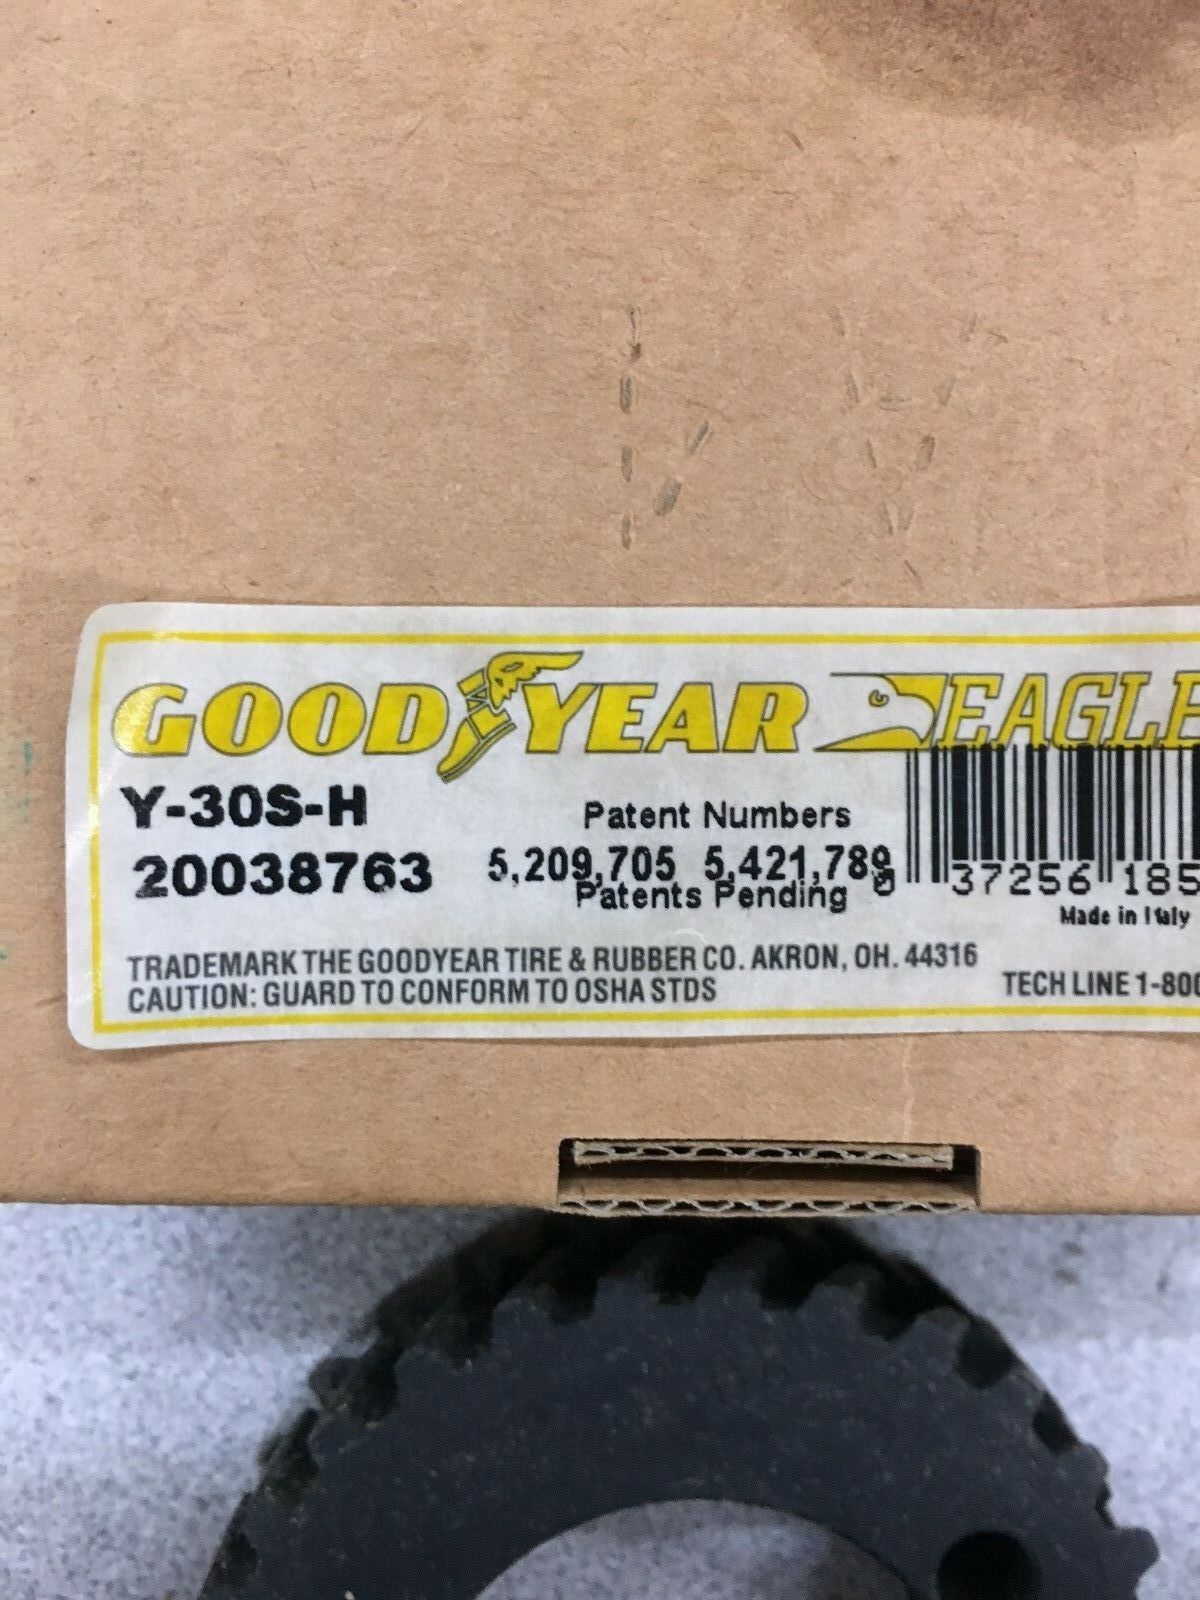 GOODYEAR EAGLE
Y-30S-H
Patent Numbers
20038763
5,209,705 5,421,789
Patents Pending
0 37256 185
Made in Italy
TRADEMARK THE GOODYEAR TIRE & RUBBER CO. AKRON, OH. 44316
CAUTION: GUARD TO CONFORM TO OSHA STDS
TECH LINE 1-800